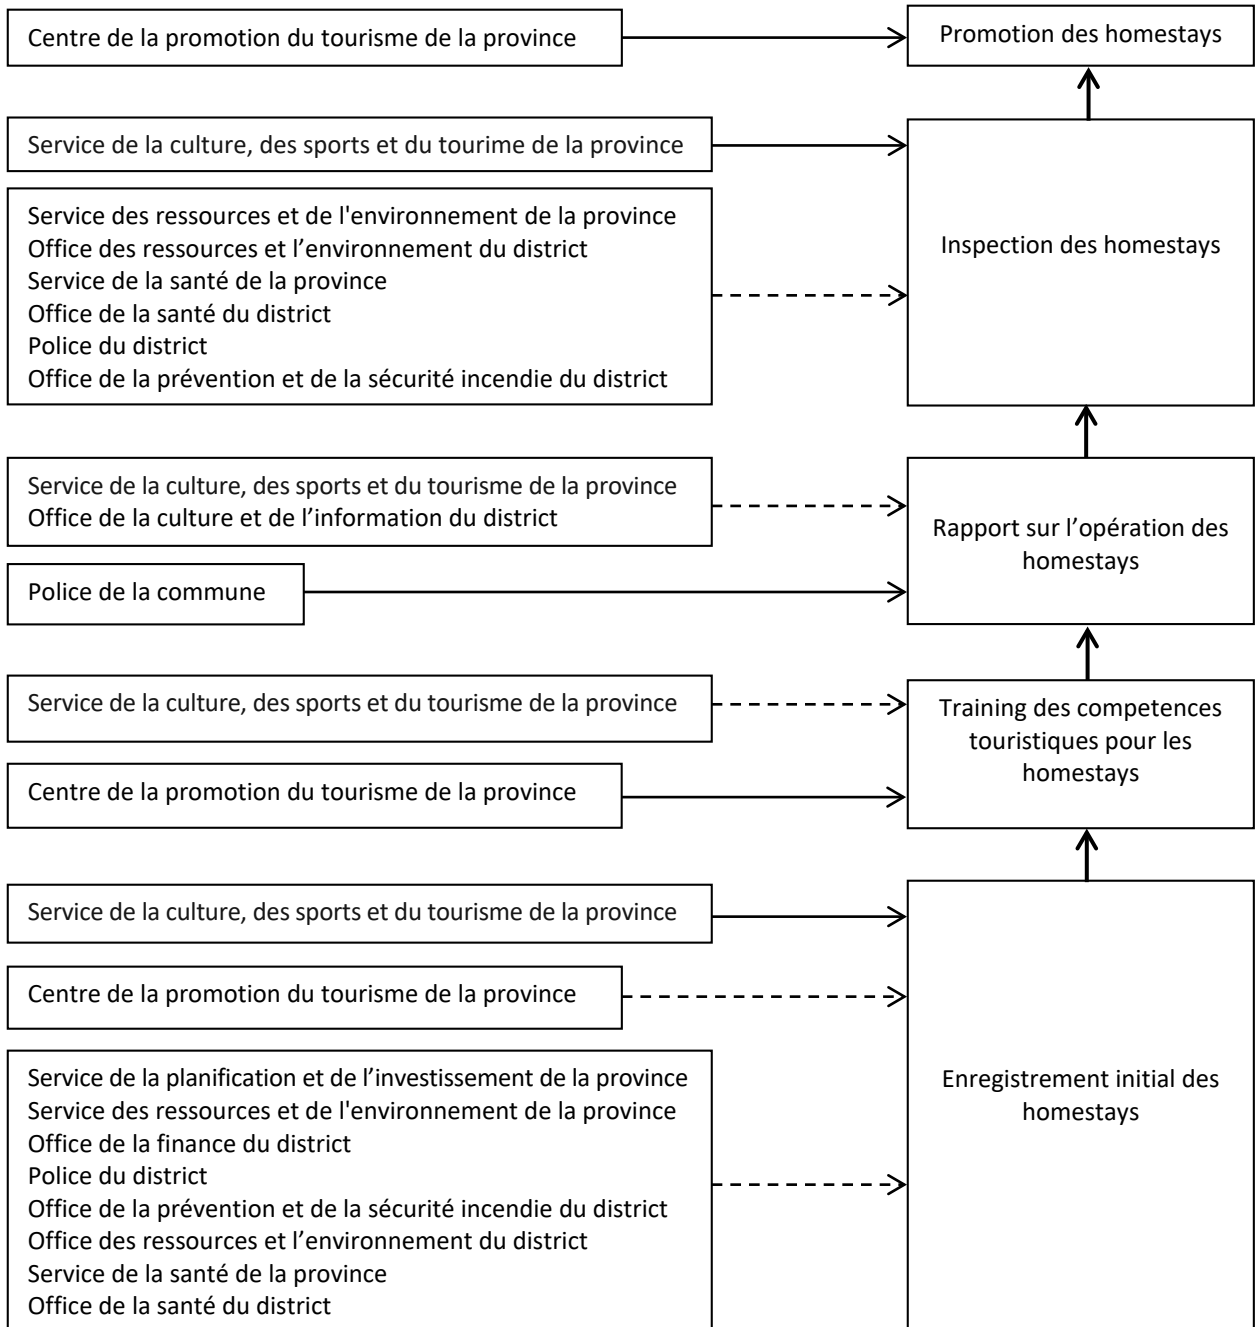 Centre de la promotion du tourisme de la province
Promotion des homestays
Service de la culture, des sports et du tourime de la province
Service des ressources et de l'environnement de la province
Office des ressources et l’environnement du district
Service de la santé de la province
Office de la santé du district
Police du district
Office de la prévention et de la sécurité incendie du district
Inspection des homestays
Service de la culture, des sports et du tourisme de la province
Office de la culture et de l’information du district
Police de la commune
Rapport sur l’opération des
homestays
Service de la culture, des sports et du tourisme de la province
Centre de la promotion du tourisme de la province
Training des competences
touristiques pour les
homestays
Service de la culture, des sports et du tourisme de la province
Centre de la promotion du tourisme de la province
Service de la planification et de l’investissement de la province
Service des ressources et de l'environnement de la province
Office de la finance du district
Police du district
Office de la prévention et de la sécurité incendie du district
Office des ressources et l’environnement du district
Service de la santé de la province
Office de la santé du district
Enregistrement initial des
homestays